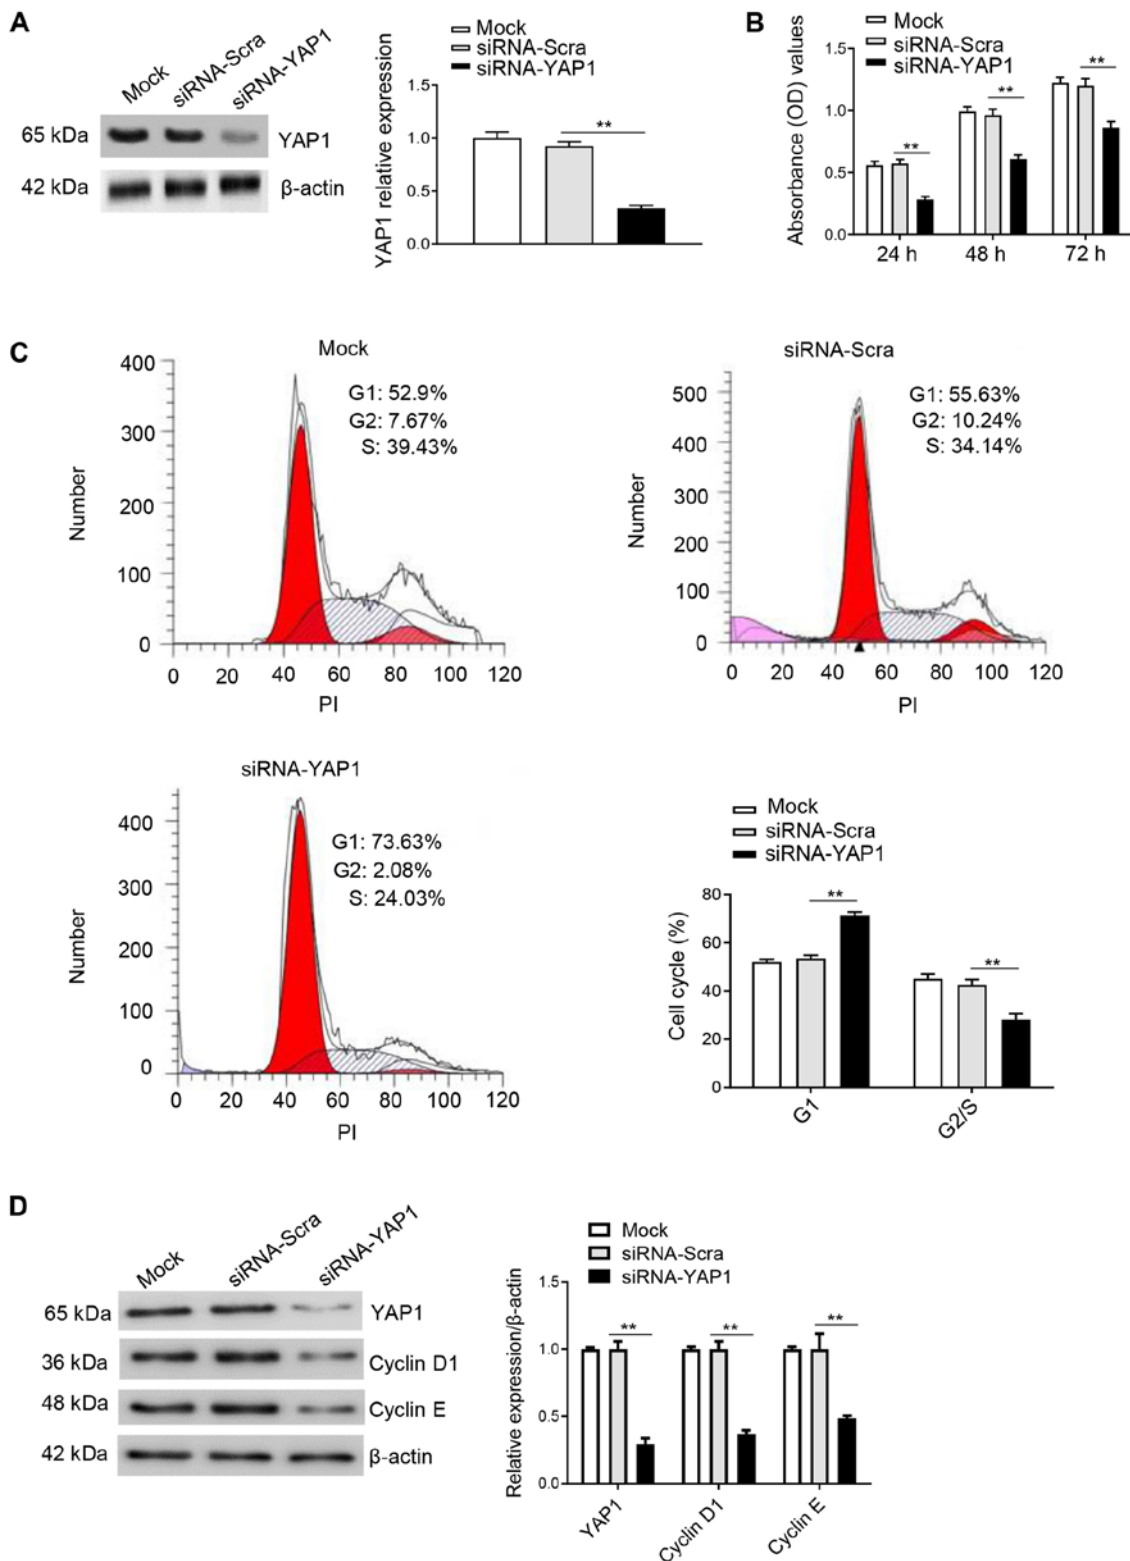 A
Mock
siRNA-Scra
siRNA-YAP1
65 kDa
YAP1
42 kDa
β-actin
Mock
siRNA-Scra
siRNA-YAP1
YAP1 relative expression
1.5
1.0
0.5
0.0
**
B
Mock
siRNA-Scra
siRNA-YAP1
Absorbance (OD) values
1.5
1.0
0.5
0.0
**
**
**
24 h
48 h
72 h
C
Mock
G1: 52.9%
G2: 7.67%
S: 39.43%
Number
400
300
200
100
0
0 20 40 60 80 100 120
PI
siRNA-Scra
G1: 55.63%
G2: 10.24%
S: 34.14%
Number
500
400
300
200
100
0
0 20 40 60 80 100 120
PI
siRNA-YAP1
G1: 73.63%
G2: 2.08%
S: 24.03%
Number
400
300
200
100
0
0 20 40 60 80 100 120
PI
Mock
siRNA-Scra
siRNA-YAP1
Cell cycle (%)
80
60
40
20
0
**
**
G1
G2/S
D
Mock
siRNA-Scra
siRNA-YAP1
65 kDa
YAP1
36 kDa
Cyclin D1
48 kDa
Cyclin E
42 kDa
β-actin
Mock
siRNA-Scra
siRNA-YAP1
Relative expression/β-actin
1.5
1.0
0.5
0.0
**
**
**
YAP1
Cyclin D1
Cyclin E